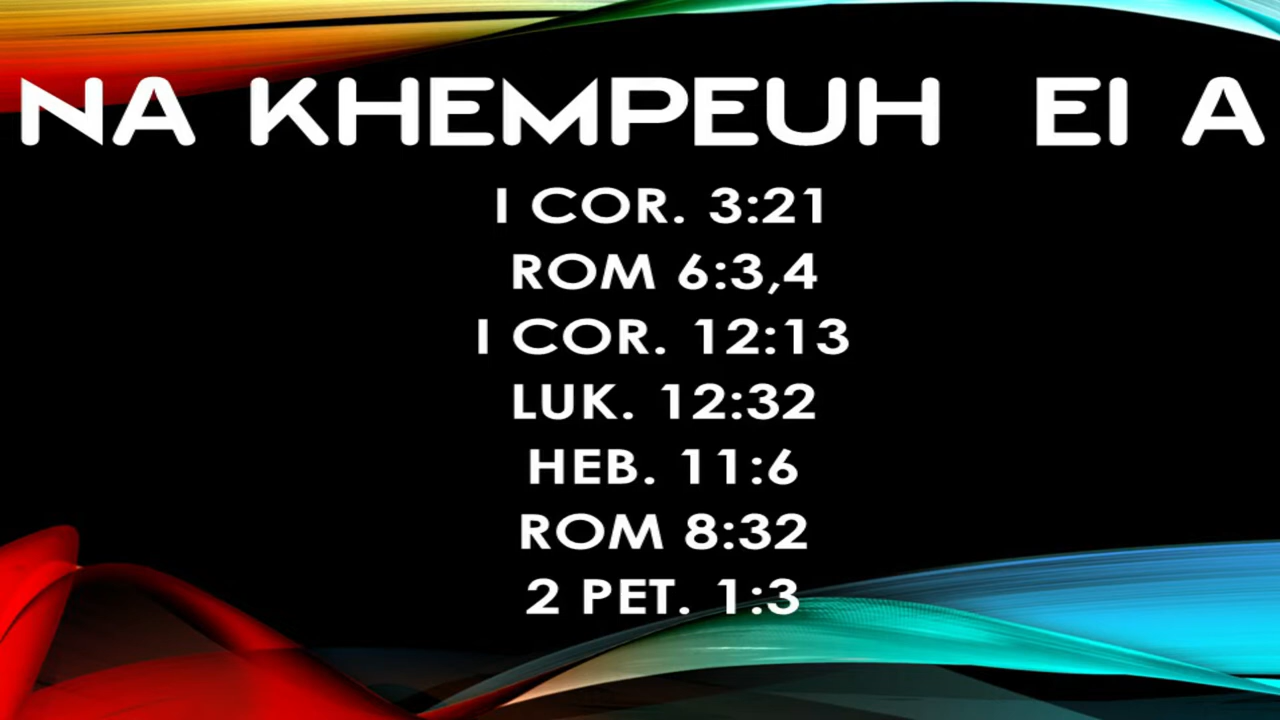 NA KHEMPEUH EI A
I COR. 3:21
ROM 6:3,4
I COR. 12:13
LUK. 12:32
HEB. 11:6
ROM 8:32
2 PET. 1:3